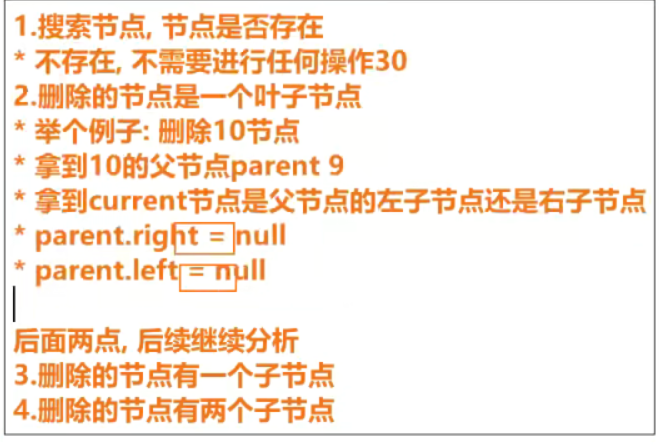 1.搜索节点, 节点是否存在
* 不存在, 不需要进行任何操作30
2.删除的节点是一个叶子节点
* 举个例子: 删除10节点
* 拿到10的父节点parent 9
* 拿到current节点是父节点的左子节点还是右子节点
* parent.right = null
* parent.left = null
后面两点, 后续继续分析
3.删除的节点有一个子节点
4.删除的节点有两个子节点